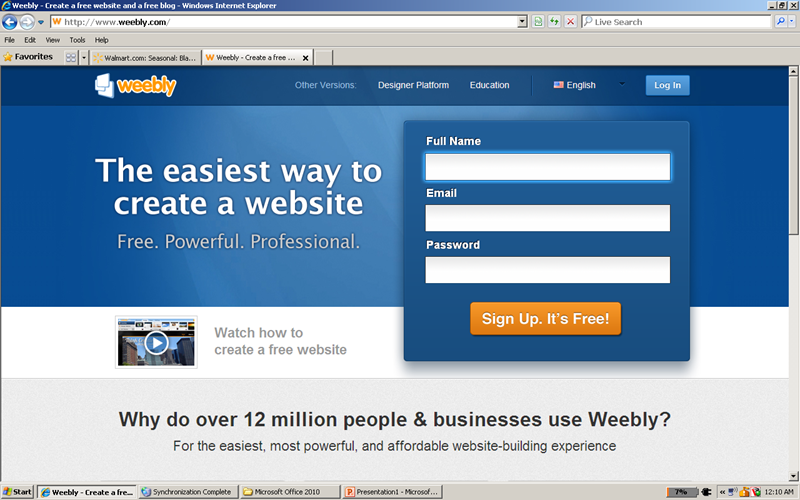 Weebly - Create a free website and a free blog - Windows Internet Explorer
http://www.weebly.com/
Live Search
File Edit View Tools Help
Favorites
Walmart.com: Seasonal: Bla...
Weebly - Create a free ...
weebly
Other Versions: Designer Platform Education English Log In
The easiest way to
create a website
Free. Powerful. Professional.
Full Name
Email
Password
Sign Up. It's Free!
Watch how to
create a free website
Why do over 12 million people & businesses use Weebly?
For the easiest, most powerful, and affordable website-building experience
Start
Weebly - Create a fre...
Synchronization Complete
Microsoft Office 2010
Presentation1 - Microsof...
7%
12:10 AM